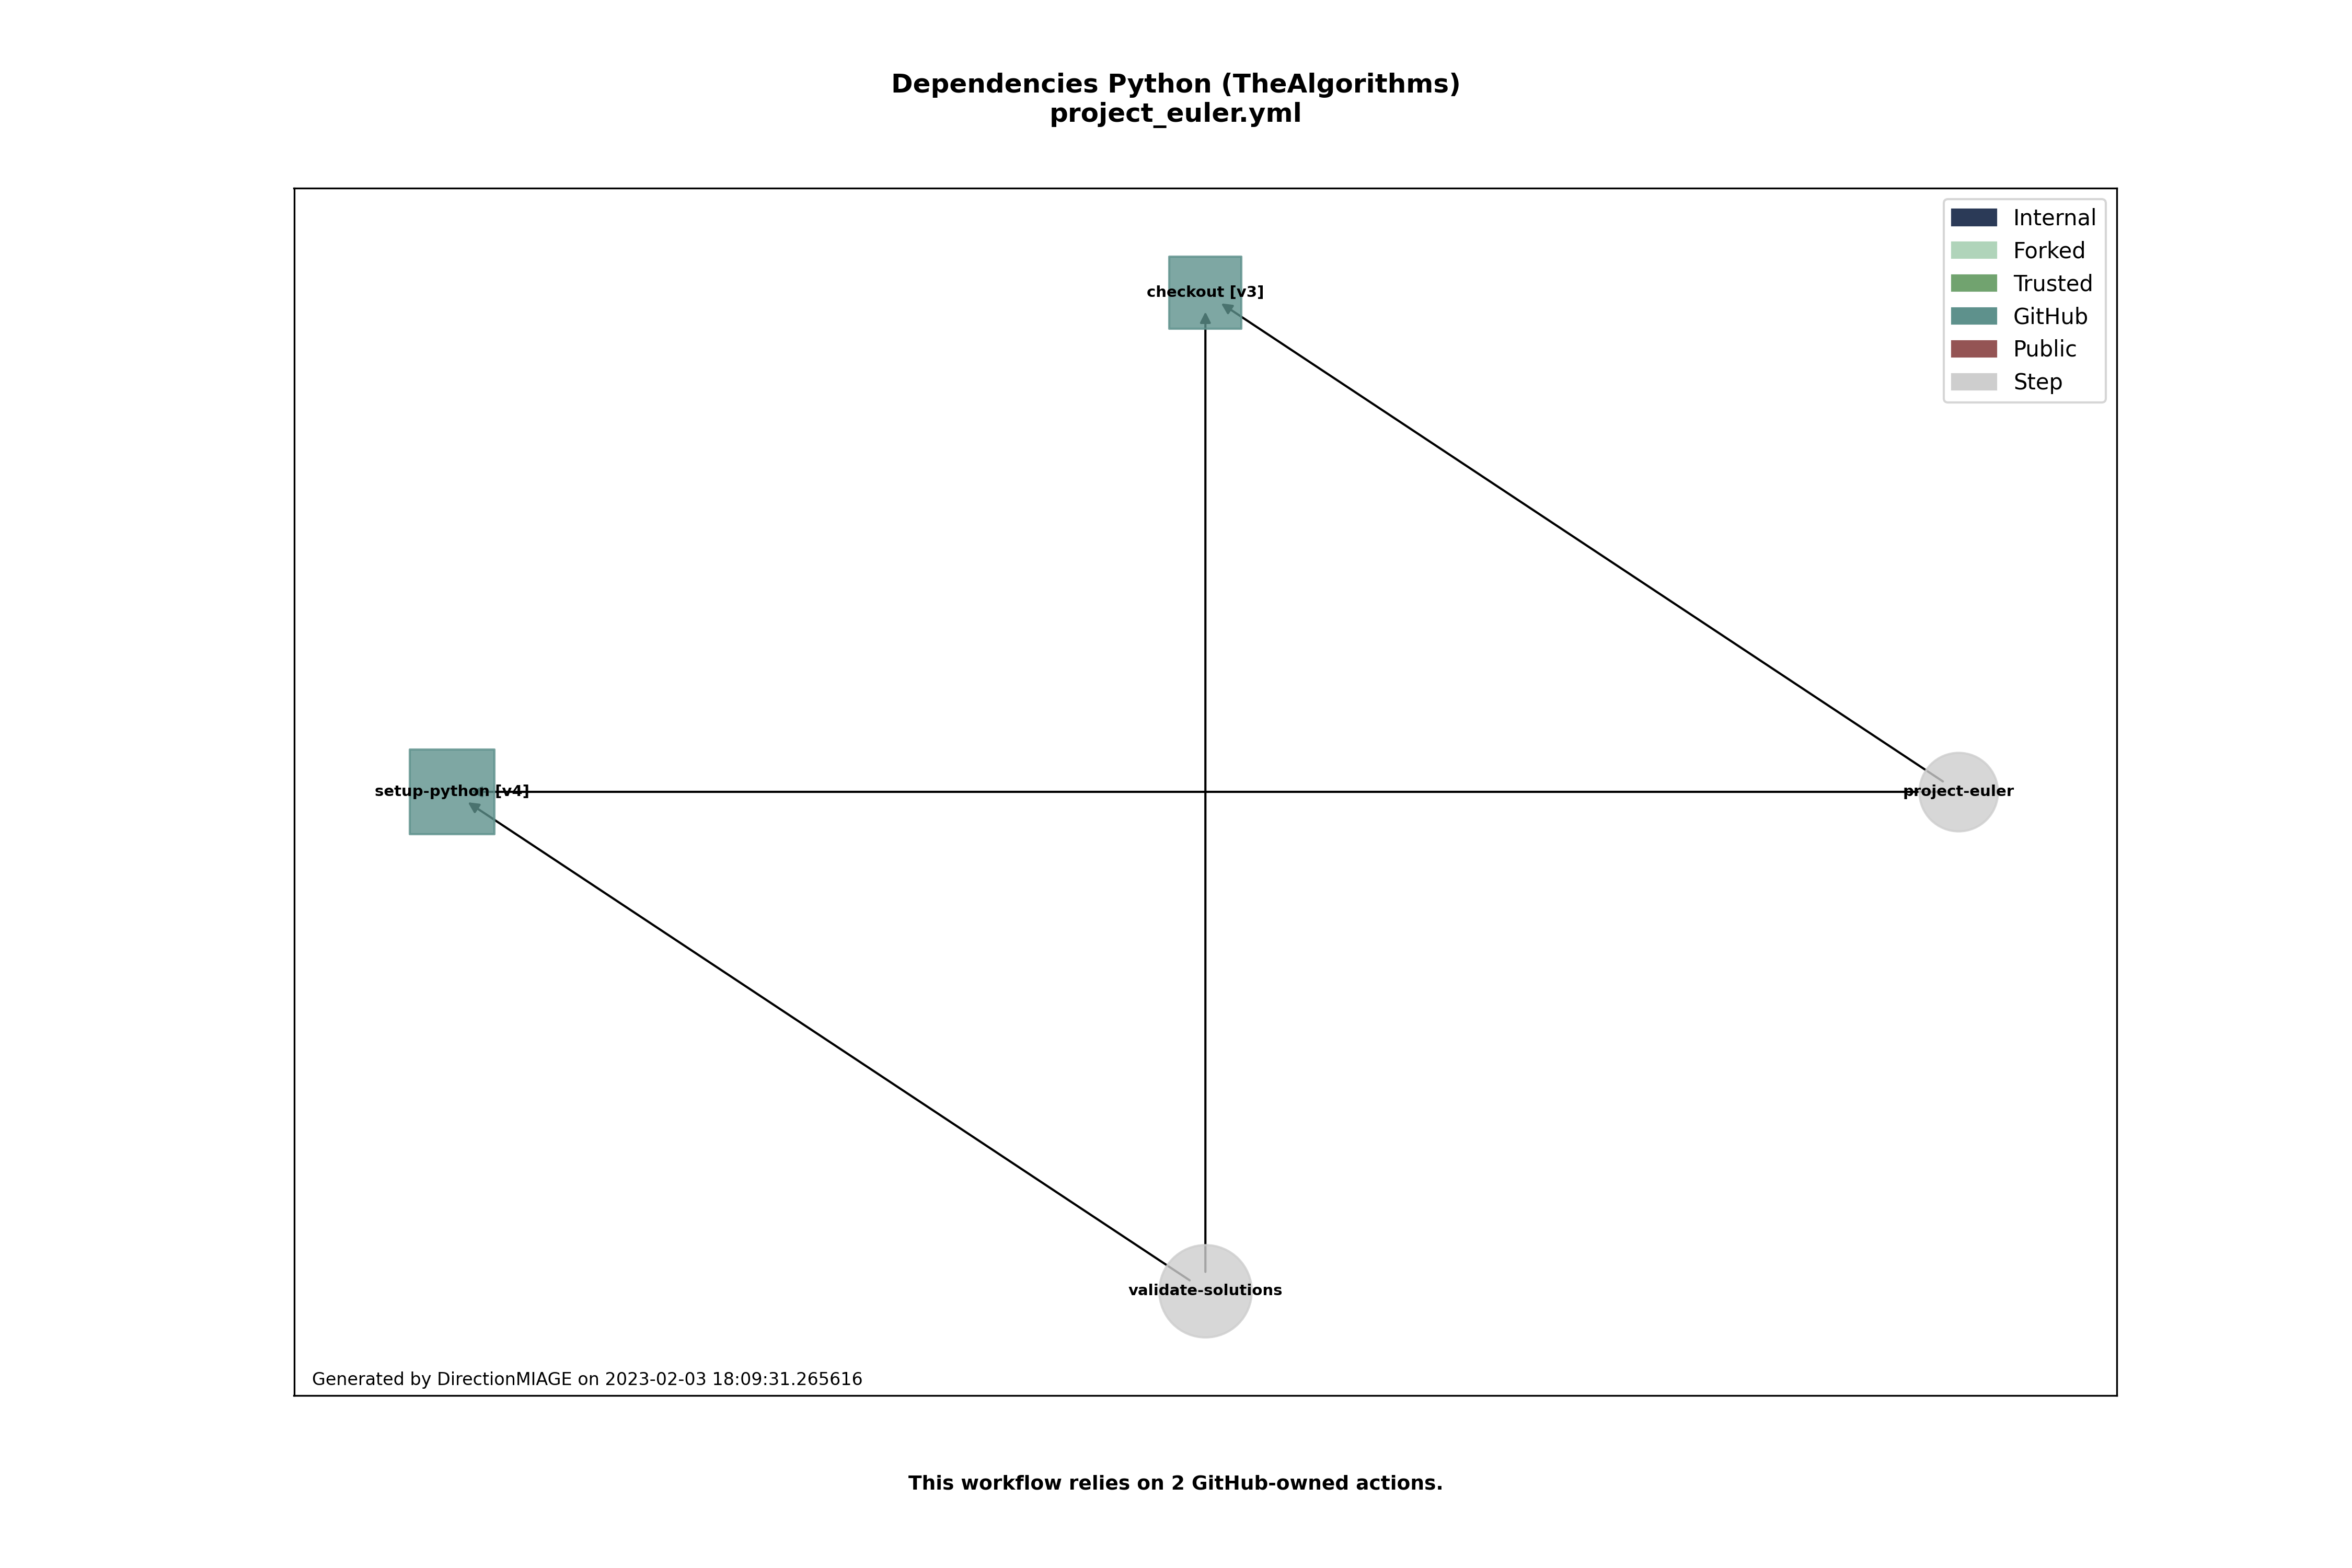 Dependencies Python (TheAlgorithms)
project_euler.yml
Internal
Forked
Trusted
GitHub
Public
Step
checkout [v3]
setup-python [v4]
project-euler
validate-solutions
Generated by DirectionMIAGE on 2023-02-03 18:09:31.265616
This workflow relies on 2 GitHub-owned actions.